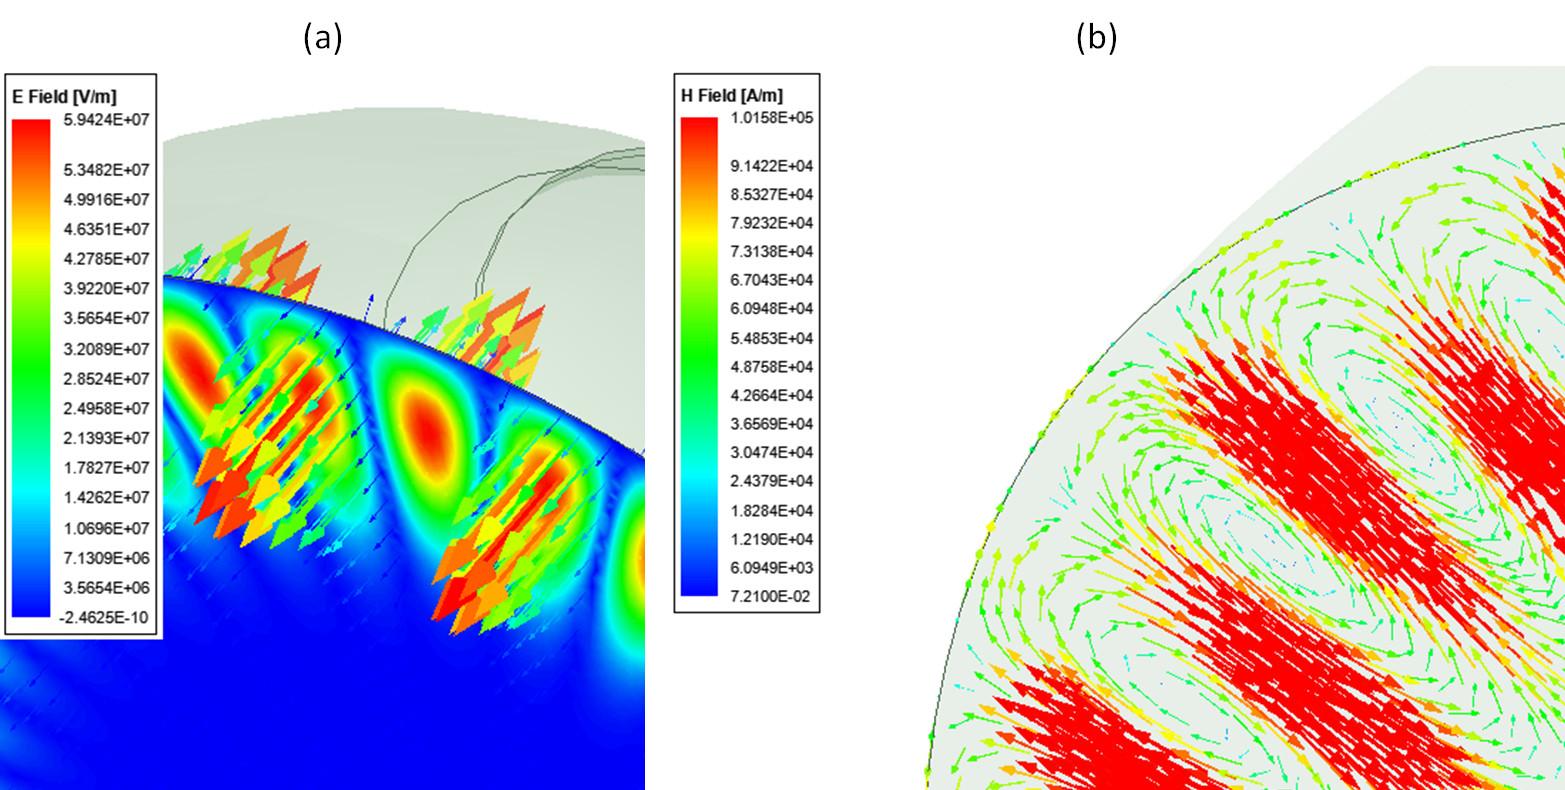 (a)
(b)
E Field [V/m]
5.9424E+07
5.3482E+07
4.9916E+07
4.6351E+07
4.2785E+07
3.9220E+07
3.5654E+07
3.2089E+07
2.8524E+07
2.4958E+07
2.1393E+07
1.7827E+07
1.4262E+07
1.0696E+07
7.1309E+06
3.5654E+06
-2.4625E-10
H Field [A/m]
1.0158E+05
9.1422E+04
8.5327E+04
7.9232E+04
7.3138E+04
6.7043E+04
6.0948E+04
5.4853E+04
4.8758E+04
4.2664E+04
3.6569E+04
3.0474E+04
2.4379E+04
1.8284E+04
1.2190E+04
6.0949E+03
7.2100E-02